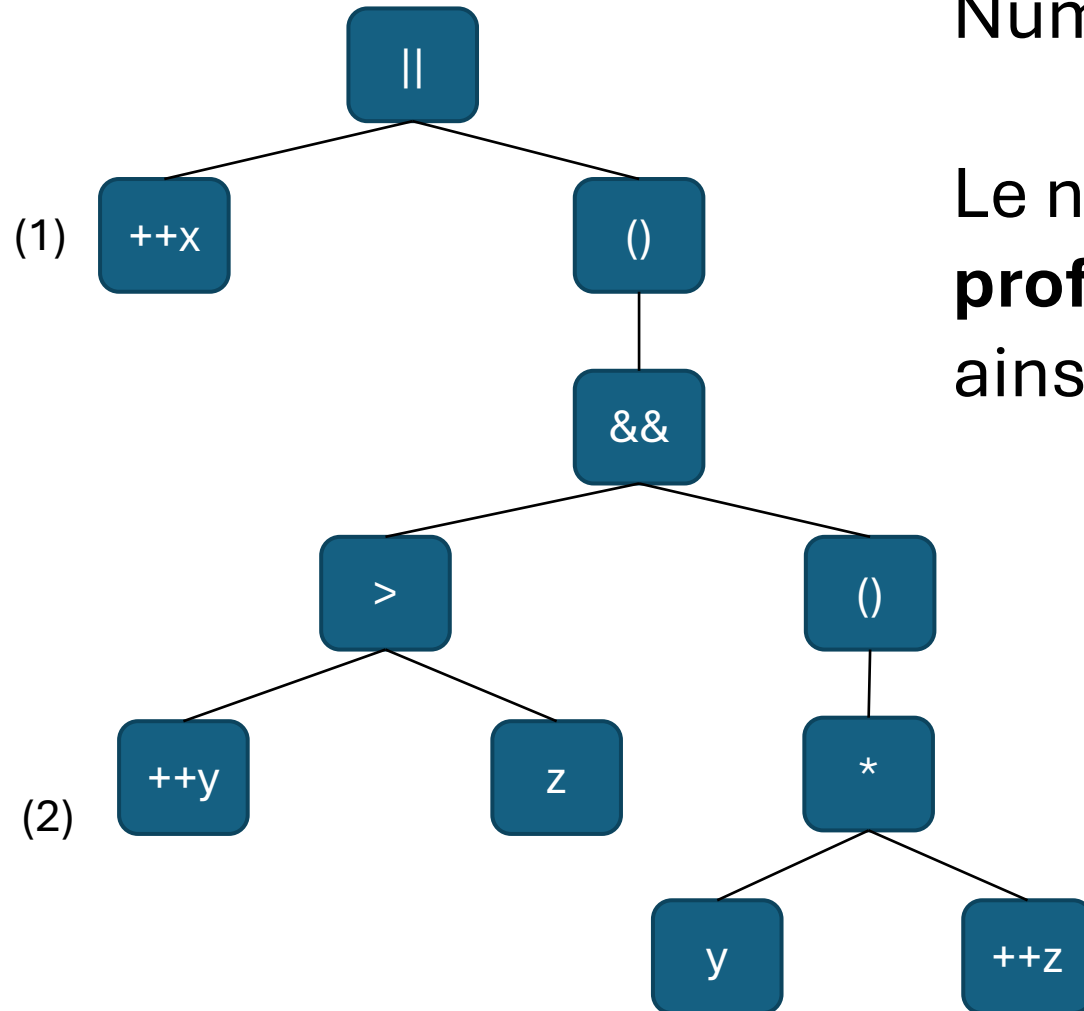 ||
Num
(1) ++x ()
Le n
prof
ains
&&
> ()
++y z *
(2)
y ++z